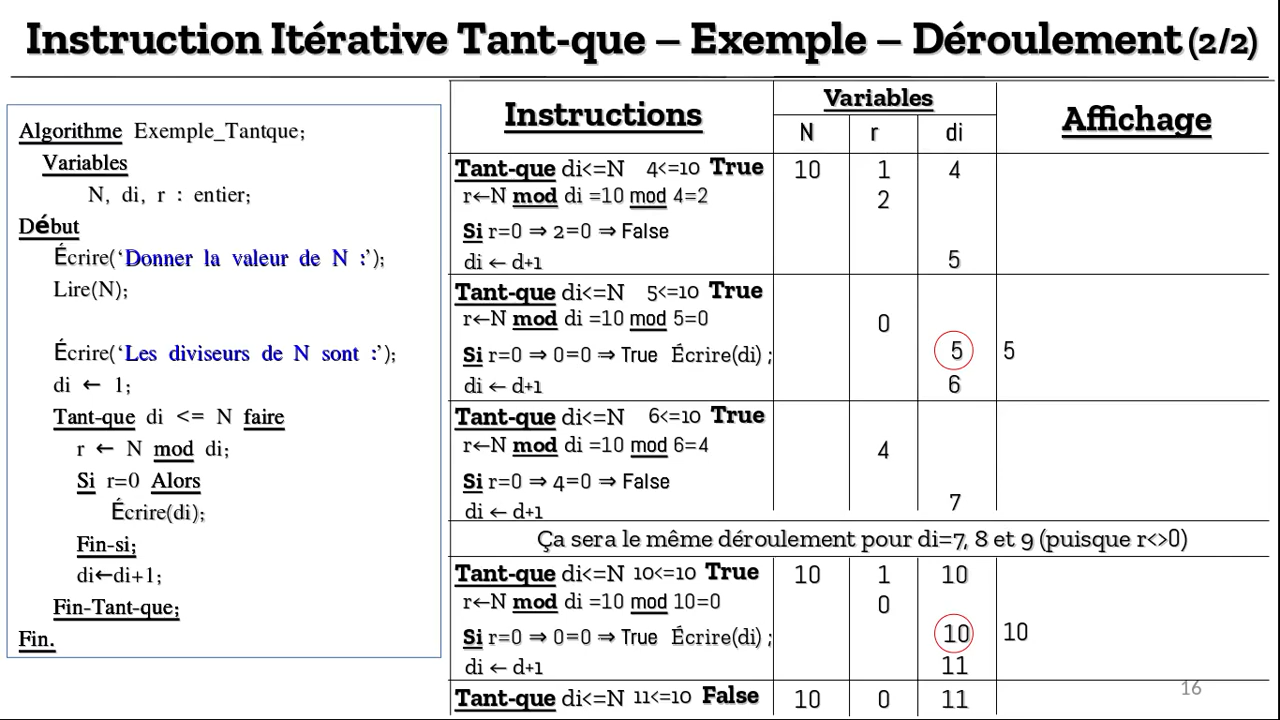 Instruction Itérative Tant-que – Exemple – Déroulement (2/2)
Algorithme Exemple_Tantque;
Variables
N, di, r : entier;
Début
Écrire(‘Donner la valeur de N :’);
Lire(N);
Écrire(‘Les diviseurs de N sont :’);
di ← 1;
Tant-que di <= N faire
r ← N mod di;
Si r=0 Alors
Écrire(di);
Fin-si;
di←di+1;
Fin-Tant-que;
Fin.
Instructions Variables Affichage
N r di
Tant-que di<=N 4<=10 True 10 1 4
r←N mod di =10 mod 4=2 2
Si r=0 ⇒ 2=0 ⇒ False
di ← d+1 5
Tant-que di<=N 5<=10 True
r←N mod di =10 mod 5=0 0
Si r=0 ⇒ 0=0 ⇒ True Écrire(di) ; 5 5
di ← d+1 6
Tant-que di<=N 6<=10 True
r←N mod di =10 mod 6=4 4
Si r=0 ⇒ 4=0 ⇒ False
di ← d+1 7
Ça sera le même déroulement pour di=7, 8 et 9 (puisque r<>0)
Tant-que di<=N 10<=10 True 10 1 10
r←N mod di =10 mod 10=0 0
Si r=0 ⇒ 0=0 ⇒ True Écrire(di) ; 10 10
di ← d+1 11
Tant-que di<=N 11<=10 False 10 0 11
16